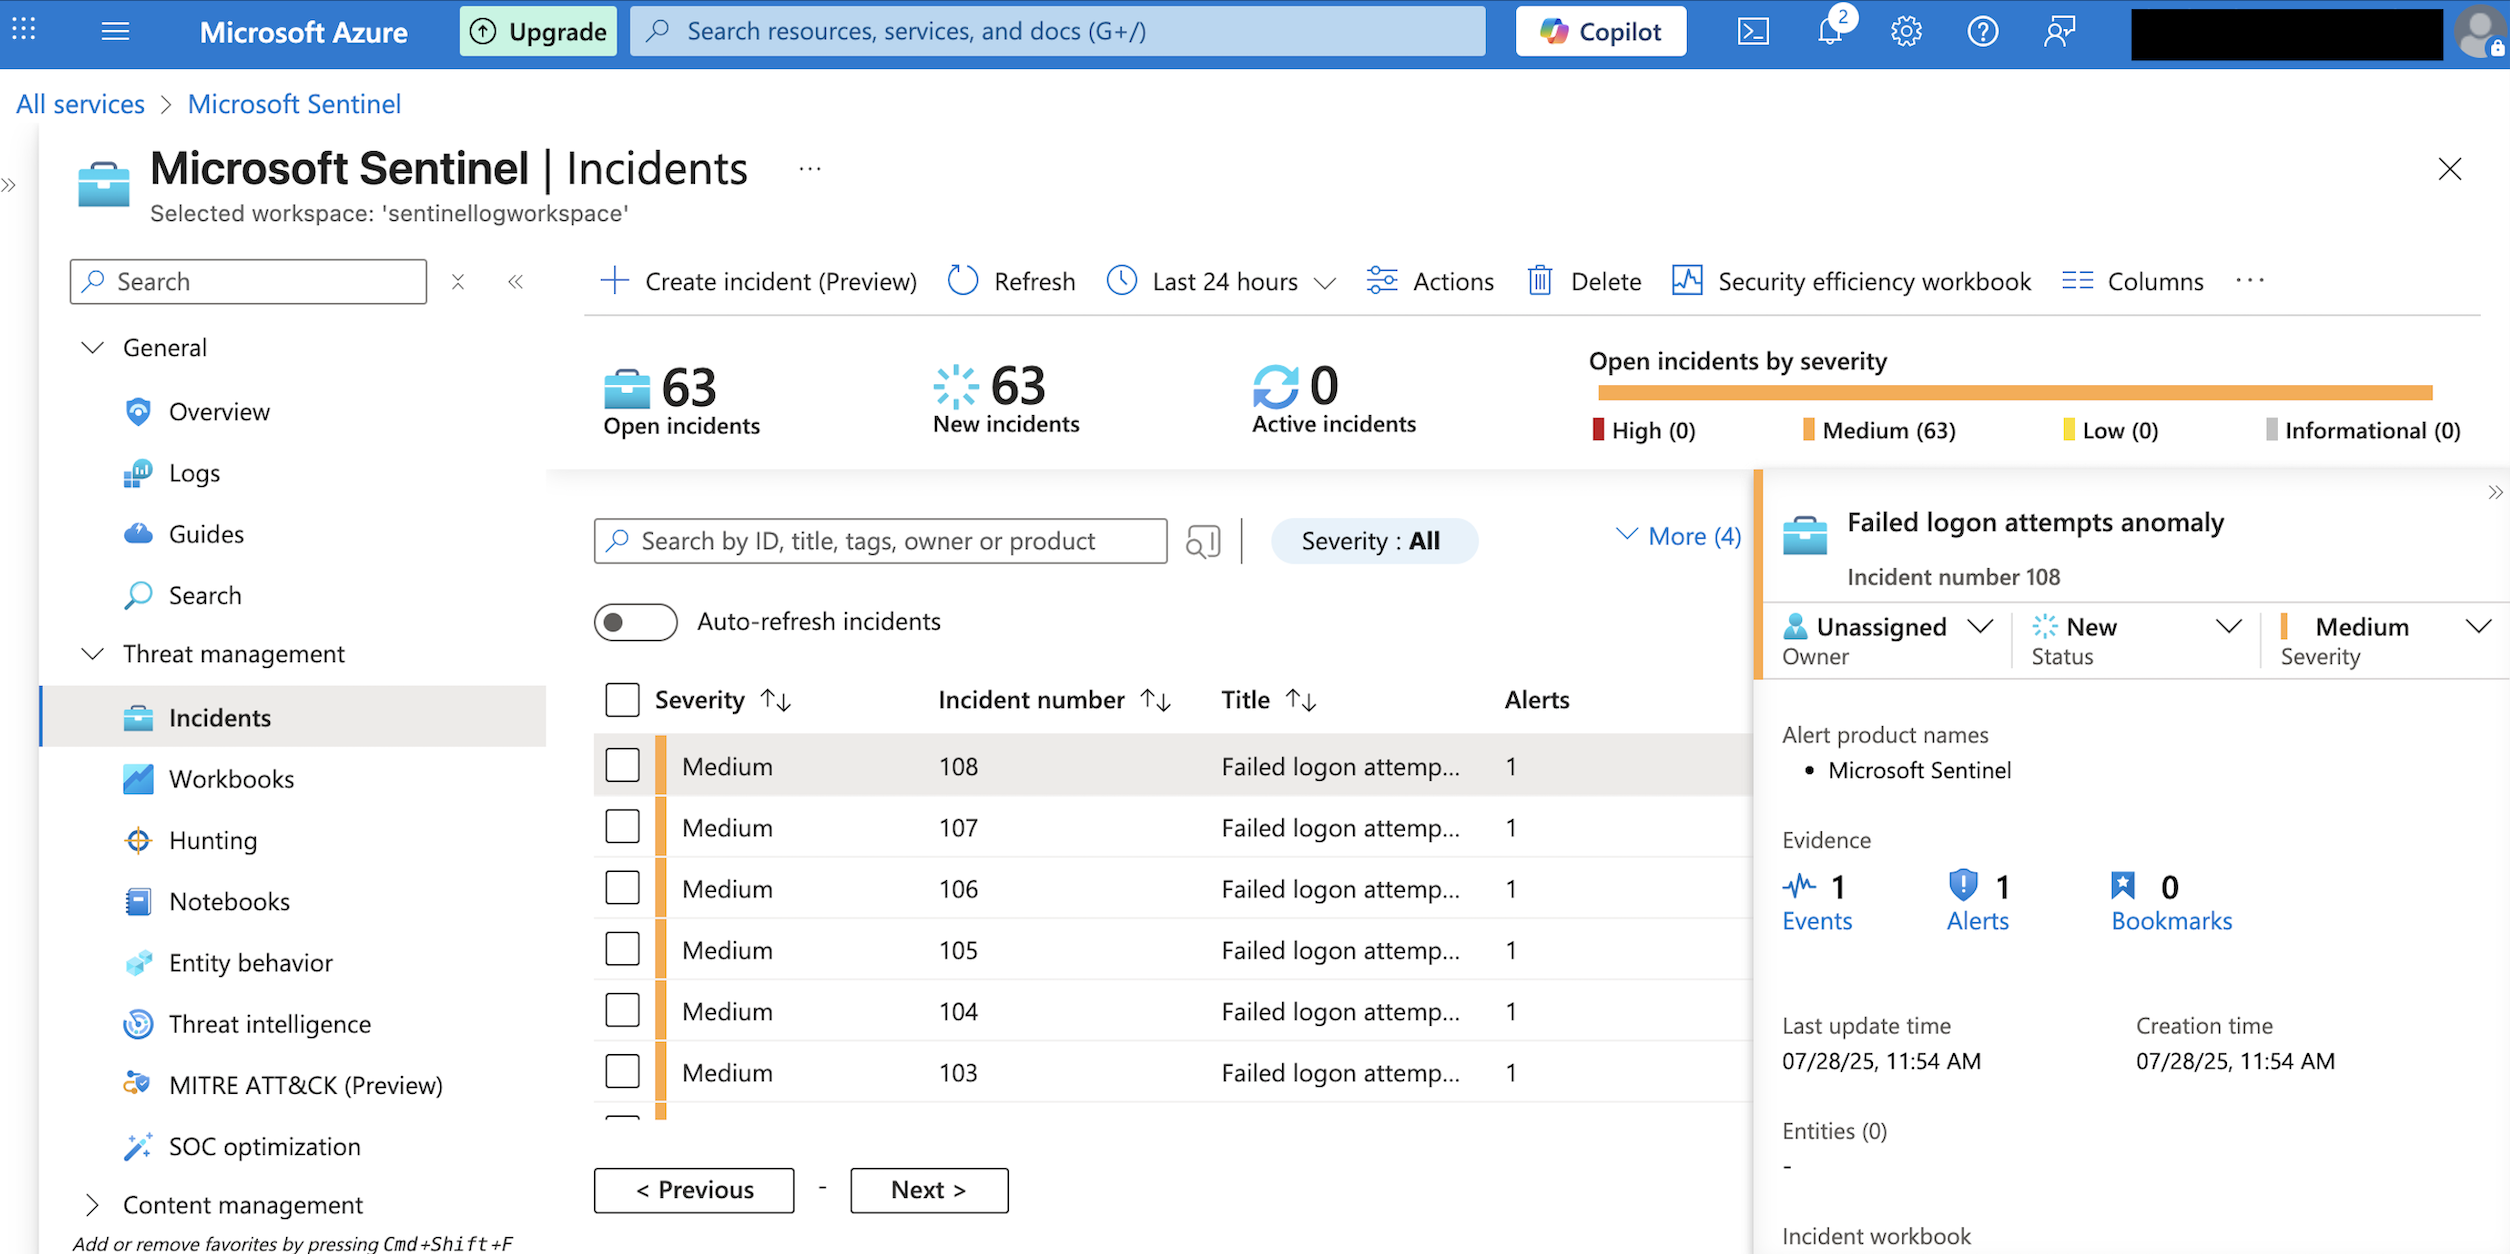 Microsoft Azure
Upgrade
Search resources, services, and docs (G+/)
Copilot
2
All services > Microsoft Sentinel
Microsoft Sentinel | Incidents ...
Selected workspace: 'sentinellogworkspace'
Search
General
Overview
Logs
Guides
Search
Threat management
Incidents
Workbooks
Hunting
Notebooks
Entity behavior
Threat intelligence
MITRE ATT&CK (Preview)
SOC optimization
Content management
Add or remove favorites by pressing Cmd+Shift+F
Create incident (Preview) Refresh Last 24 hours Actions Delete Security efficiency workbook Columns ...
63
Open incidents
63
New incidents
0
Active incidents
Open incidents by severity
High (0) Medium (63) Low (0) Informational (0)
Search by ID, title, tags, owner or product
Severity : All
More (4)
Auto-refresh incidents
Severity ↑↓ Incident number ↑↓ Title ↑↓ Alerts
Medium 108 Failed logon attemp... 1
Medium 107 Failed logon attemp... 1
Medium 106 Failed logon attemp... 1
Medium 105 Failed logon attemp... 1
Medium 104 Failed logon attemp... 1
Medium 103 Failed logon attemp... 1
< Previous - Next >
Failed logon attempts anomaly
Incident number 108
Unassigned New Medium
Owner Status Severity
Alert product names
• Microsoft Sentinel
Evidence
1 1 0
Events Alerts Bookmarks
Last update time Creation time
07/28/25, 11:54 AM 07/28/25, 11:54 AM
Entities (0)
-
Incident workbook